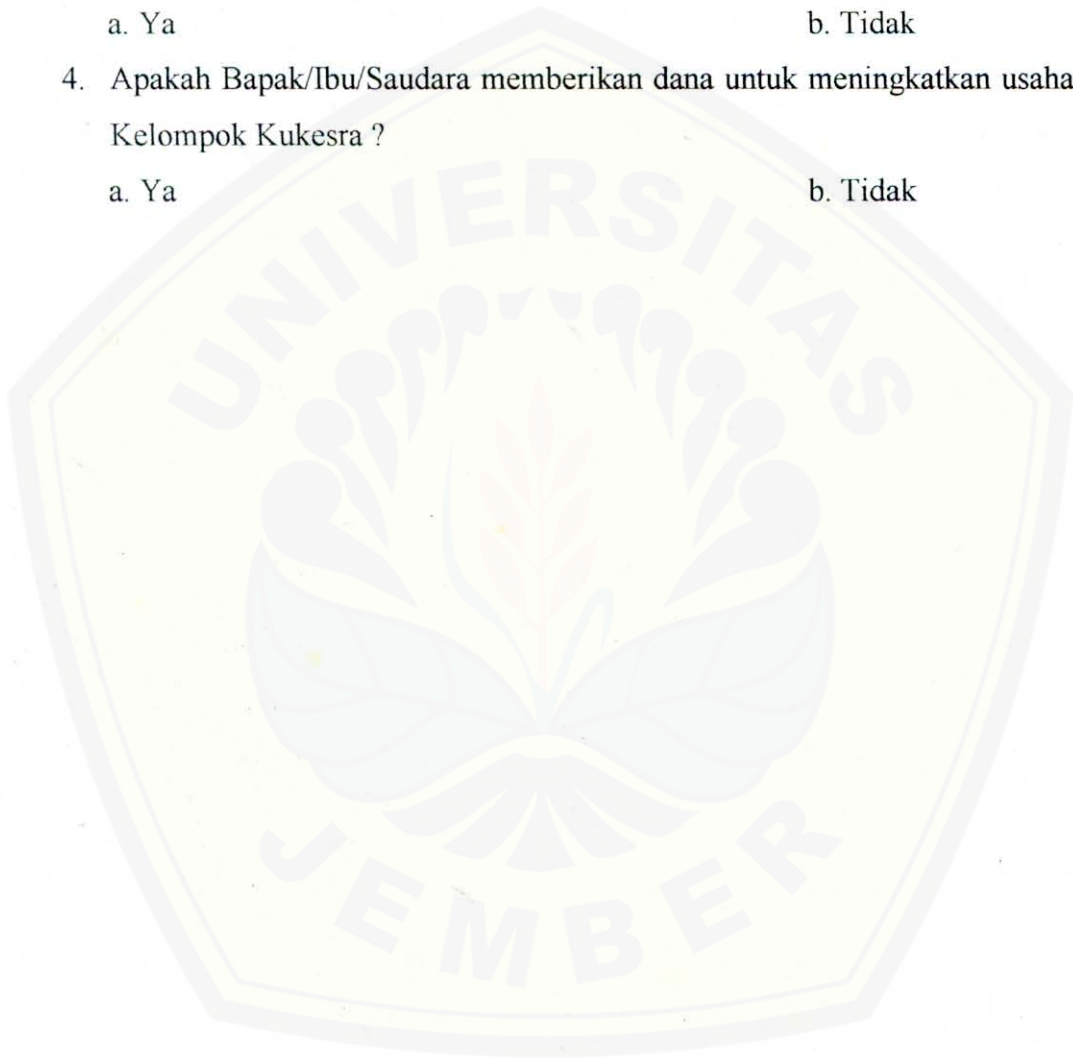 a. Ya b. Tidak
4. Apakah Bapak/Ibu/Saudara memberikan dana untuk meningkatkan usaha
Kelompok Kukesra ?
a. Ya b. Tidak
UNIVERSITAS
JEMBER